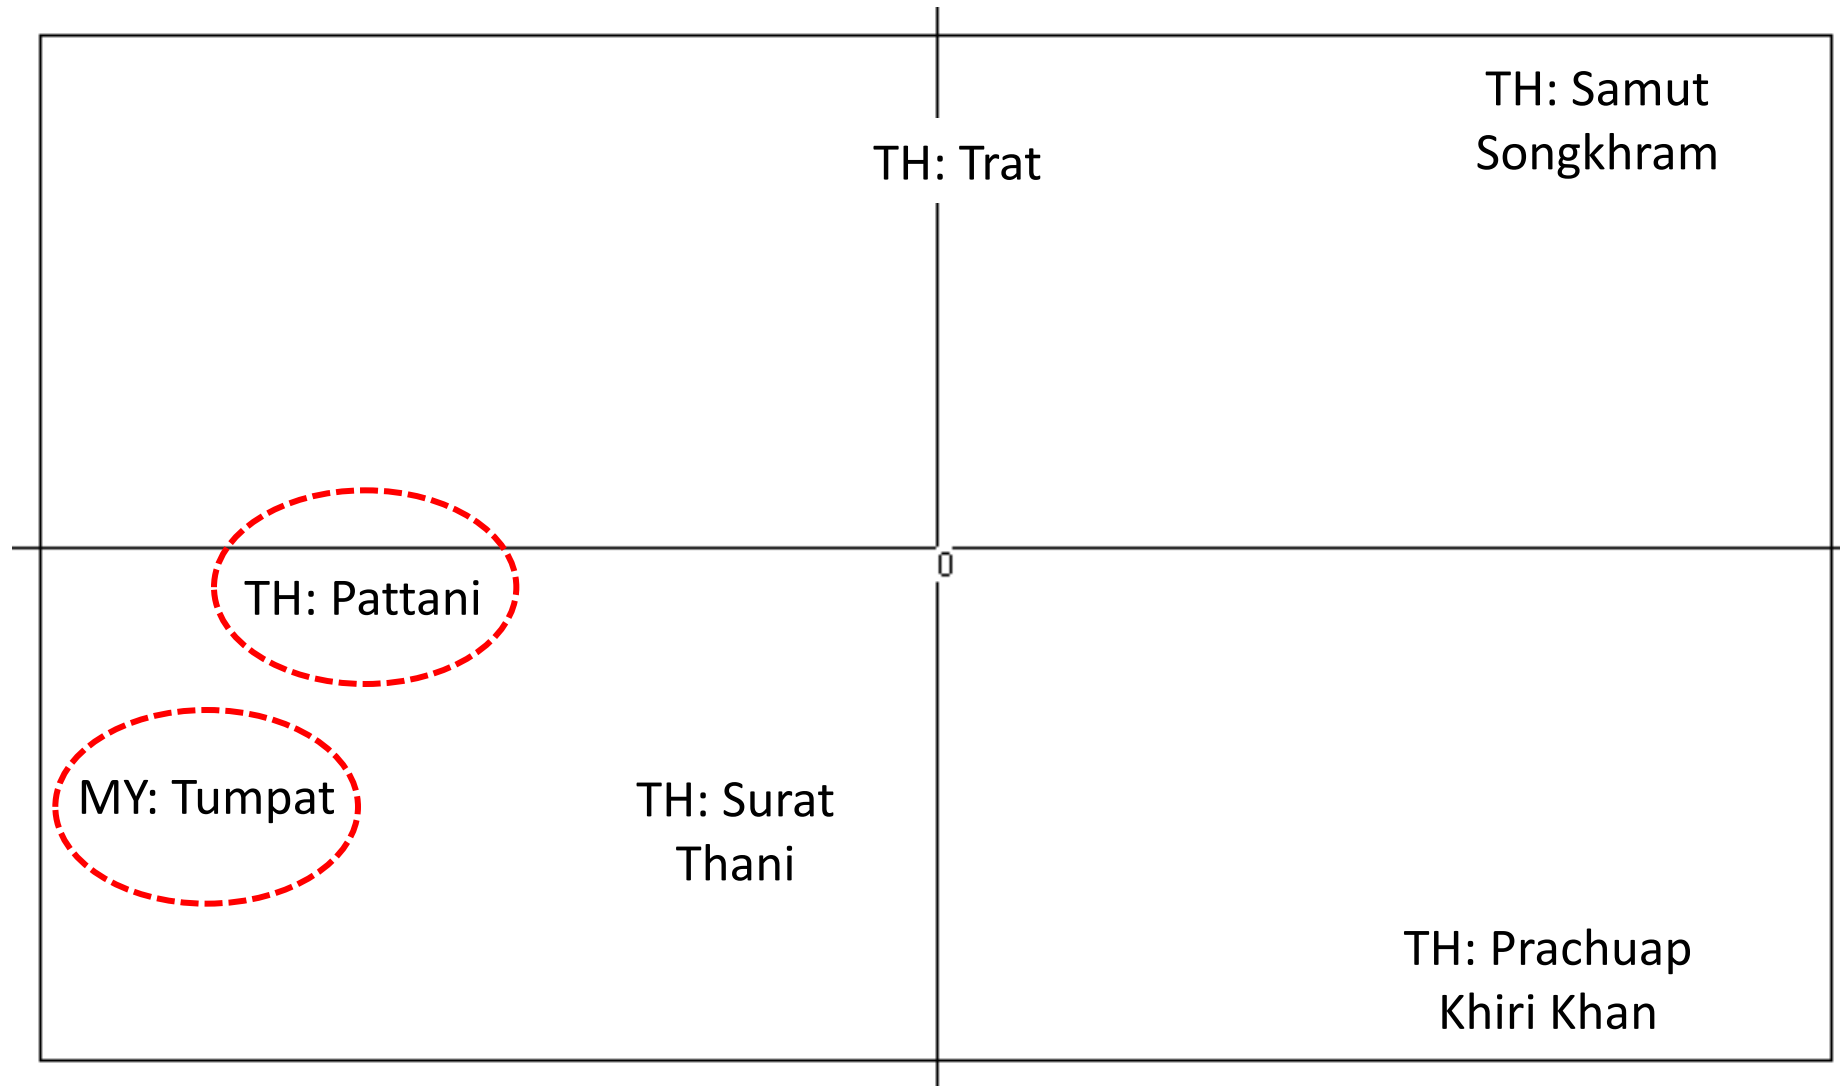 TH: Samut
Songkhram
TH: Trat
0
TH: Pattani
MY: Tumpat
TH: Surat
Thani
TH: Prachuap
Khiri Khan